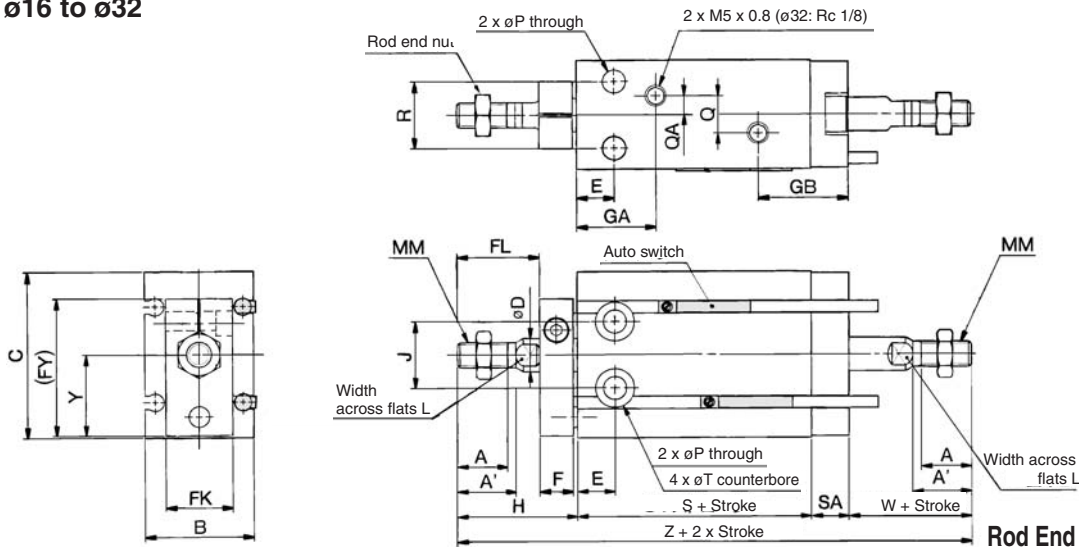 ø16 to ø32
2 x øP through
2 x M5 x 0.8 (ø32: Rc 1/8)
Rod end
R
QA
Q
E
GA
GB
MM
FL
Auto switch
MM
øD
J
C
(FY)
Y
Width
across flats L
A
A'
F
E
2 x øP through
4 x øT counterbore
A
A'
Width across
flats L
FK
B
H
S + Stroke
SA
W + Stroke
Z + 2 x Stroke
Rod End